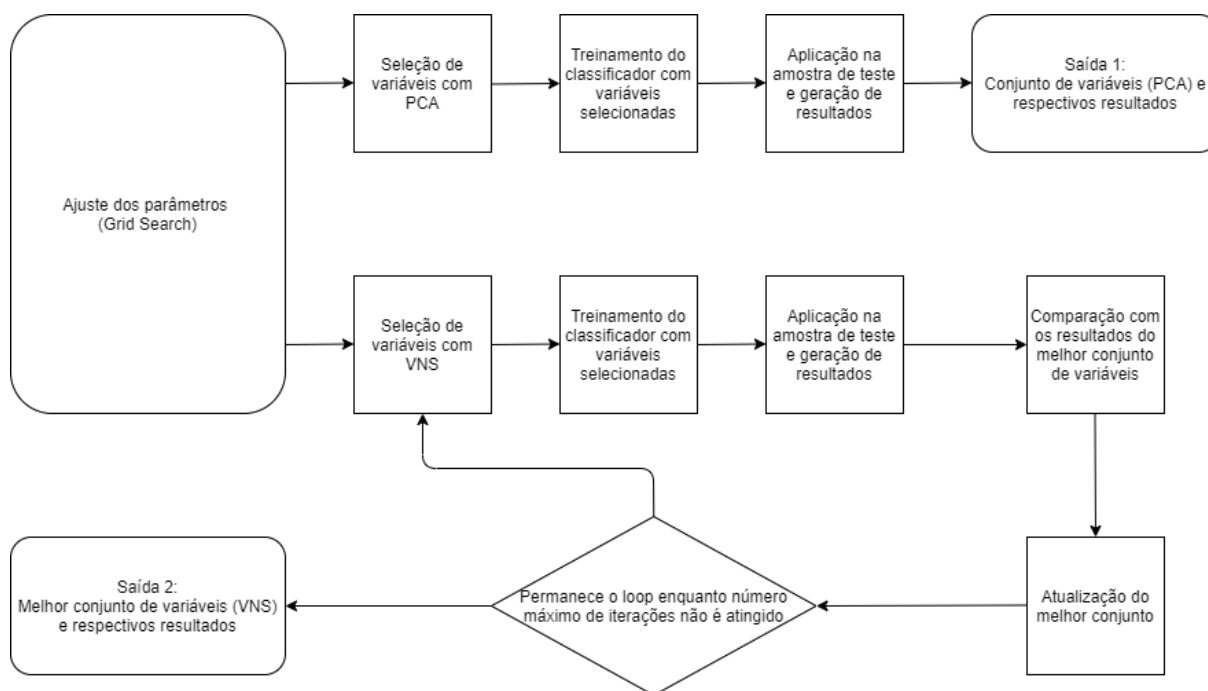 Ajuste dos parâmetros
(Grid Search)
Seleção de
variáveis com
PCA
Treinamento do
classificador com
variáveis
selecionadas
Aplicação na
amostra de teste
e geração de
resultados
Saída 1:
Conjunto de variáveis (PCA) e
respectivos resultados
Seleção de
variáveis com
VNS
Treinamento do
classificador com
variáveis
selecionadas
Aplicação na
amostra de teste
e geração de
resultados
Comparação com
os resultados do
melhor conjunto
de variáveis
Atualização do
melhor conjunto
Permanece o loop enquanto número
máximo de iterações não é atingido
Saída 2:
Melhor conjunto de variáveis (VNS)
e respectivos resultados